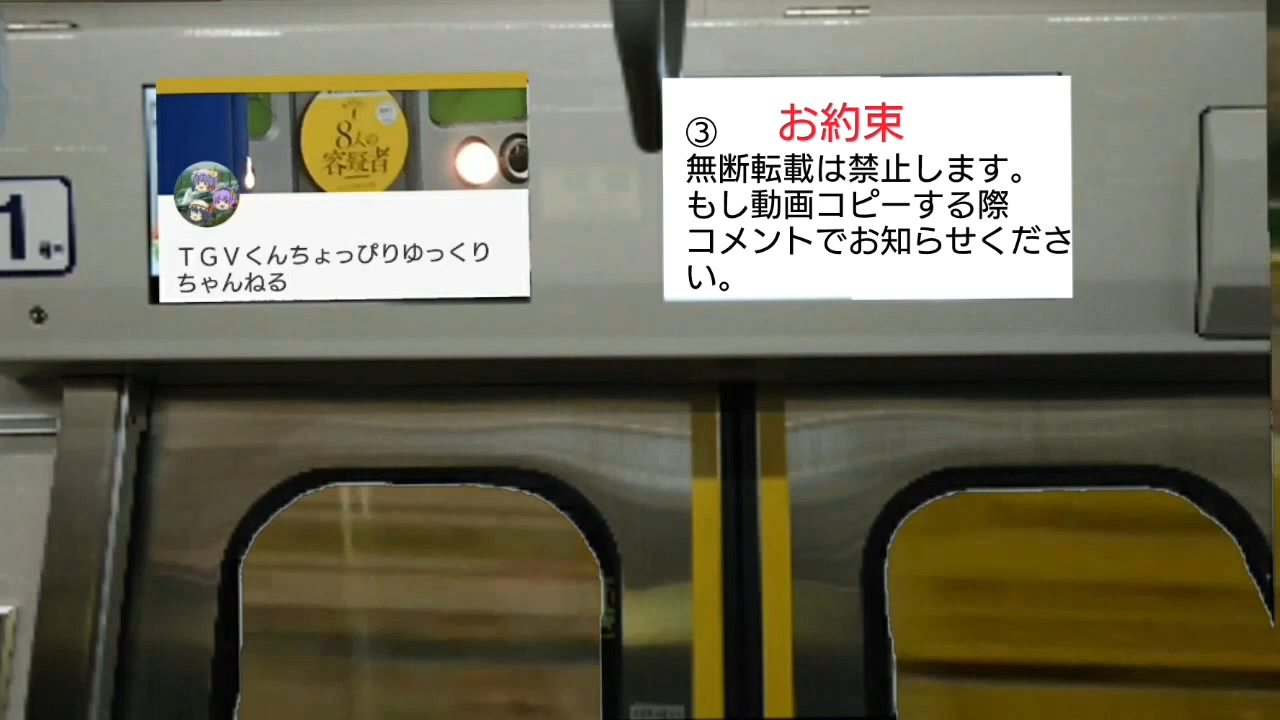 8人の
容疑者
TGVくんちょっぴりゆっくり
ちゃんねる
③ お約束
無断転載は禁止します。
もし動画コピーする際
コメントでお知らせくださ
い。
1